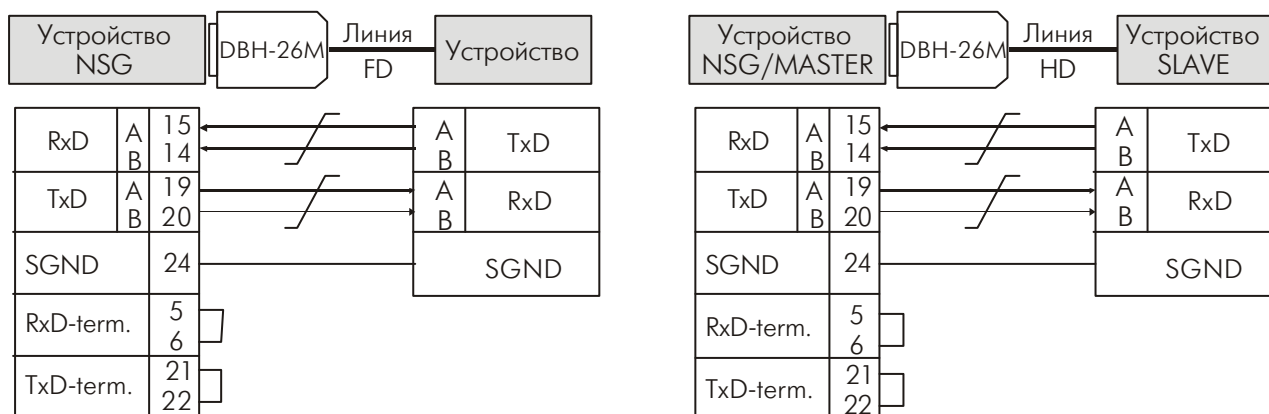 Устройство
NSG
DBH-26M
Линия
FD
Устройство
RxD
A
B
15
14
A
B
TxD
TxD
A
B
19
20
A
B
RxD
SGND
24
SGND
RxD-term.
5
6
TxD-term.
21
22
Устройство
NSG/MASTER
DBH-26M
Линия
HD
Устройство
SLAVE
RxD
A
B
15
14
A
B
TxD
TxD
A
B
19
20
A
B
RxD
SGND
24
SGND
RxD-term.
5
6
TxD-term.
21
22